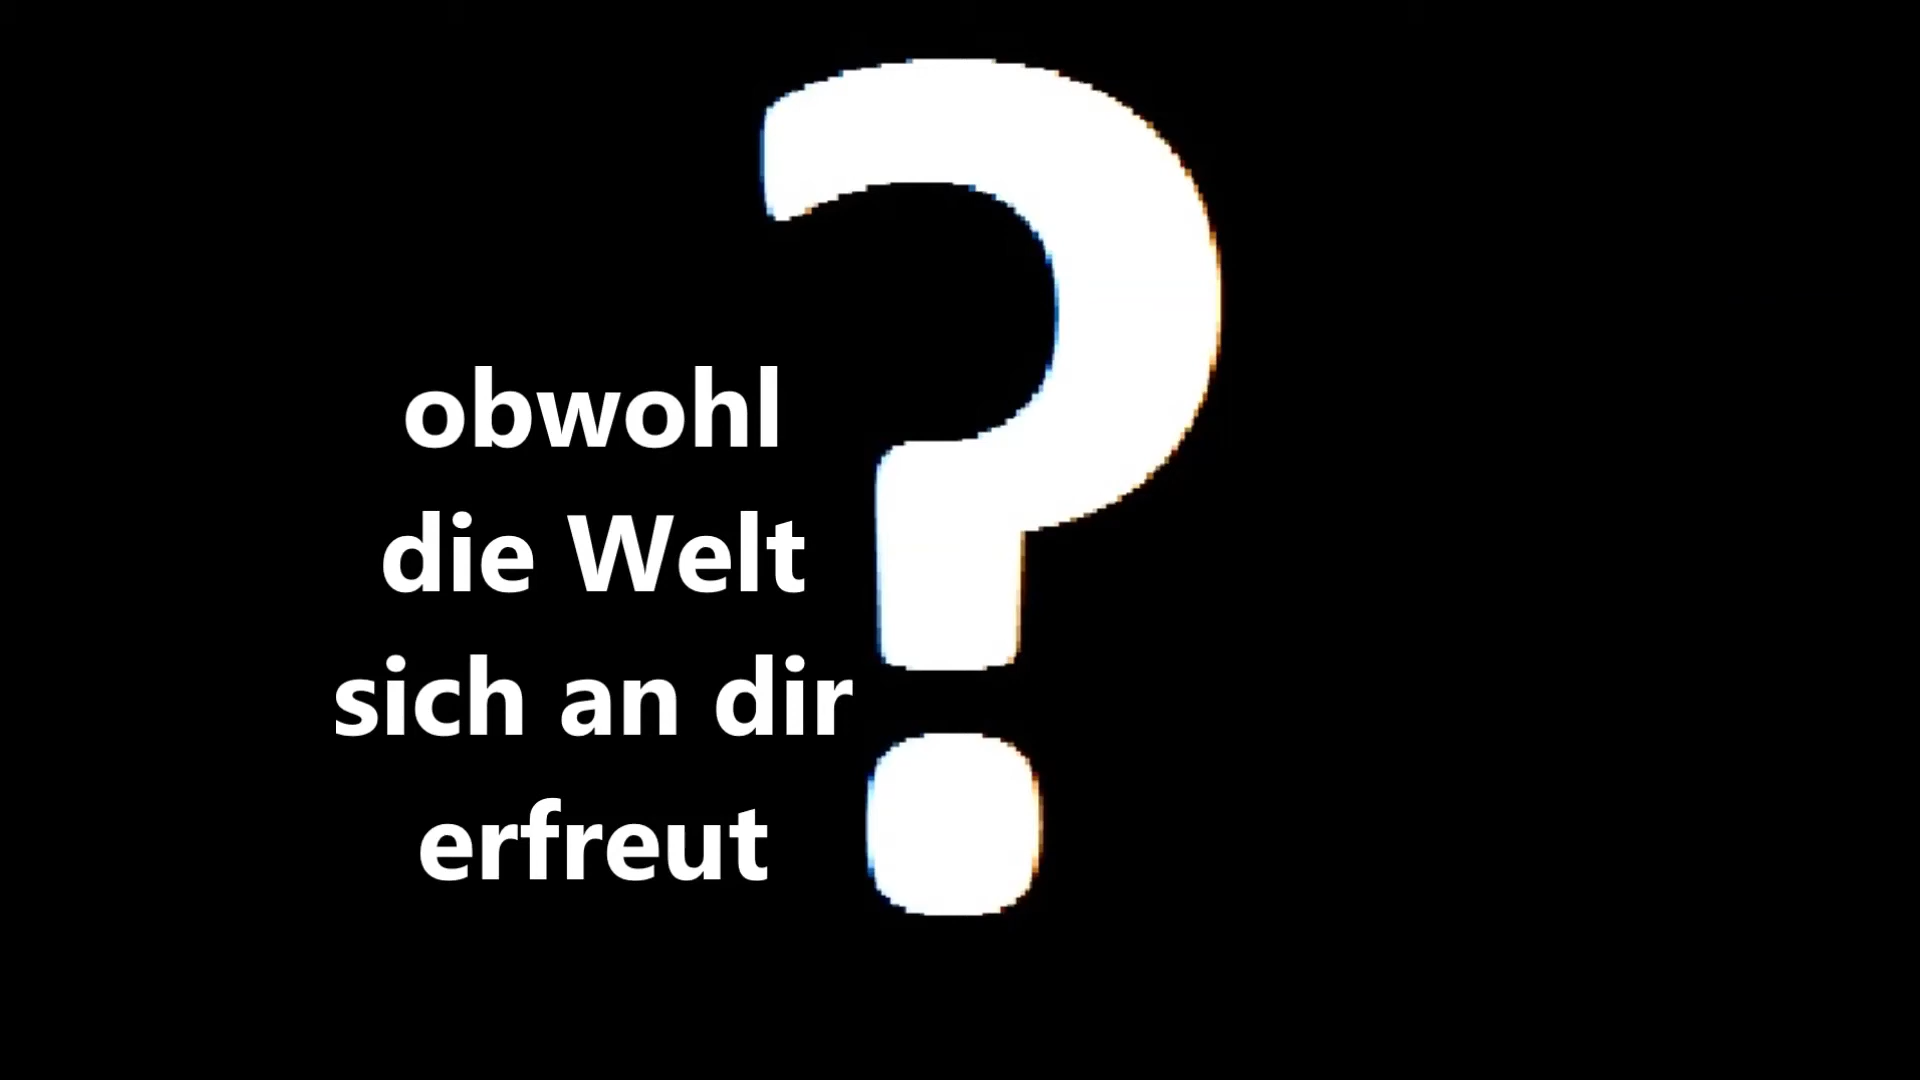 obwohl
die Welt
sich an dir
erfreut
?